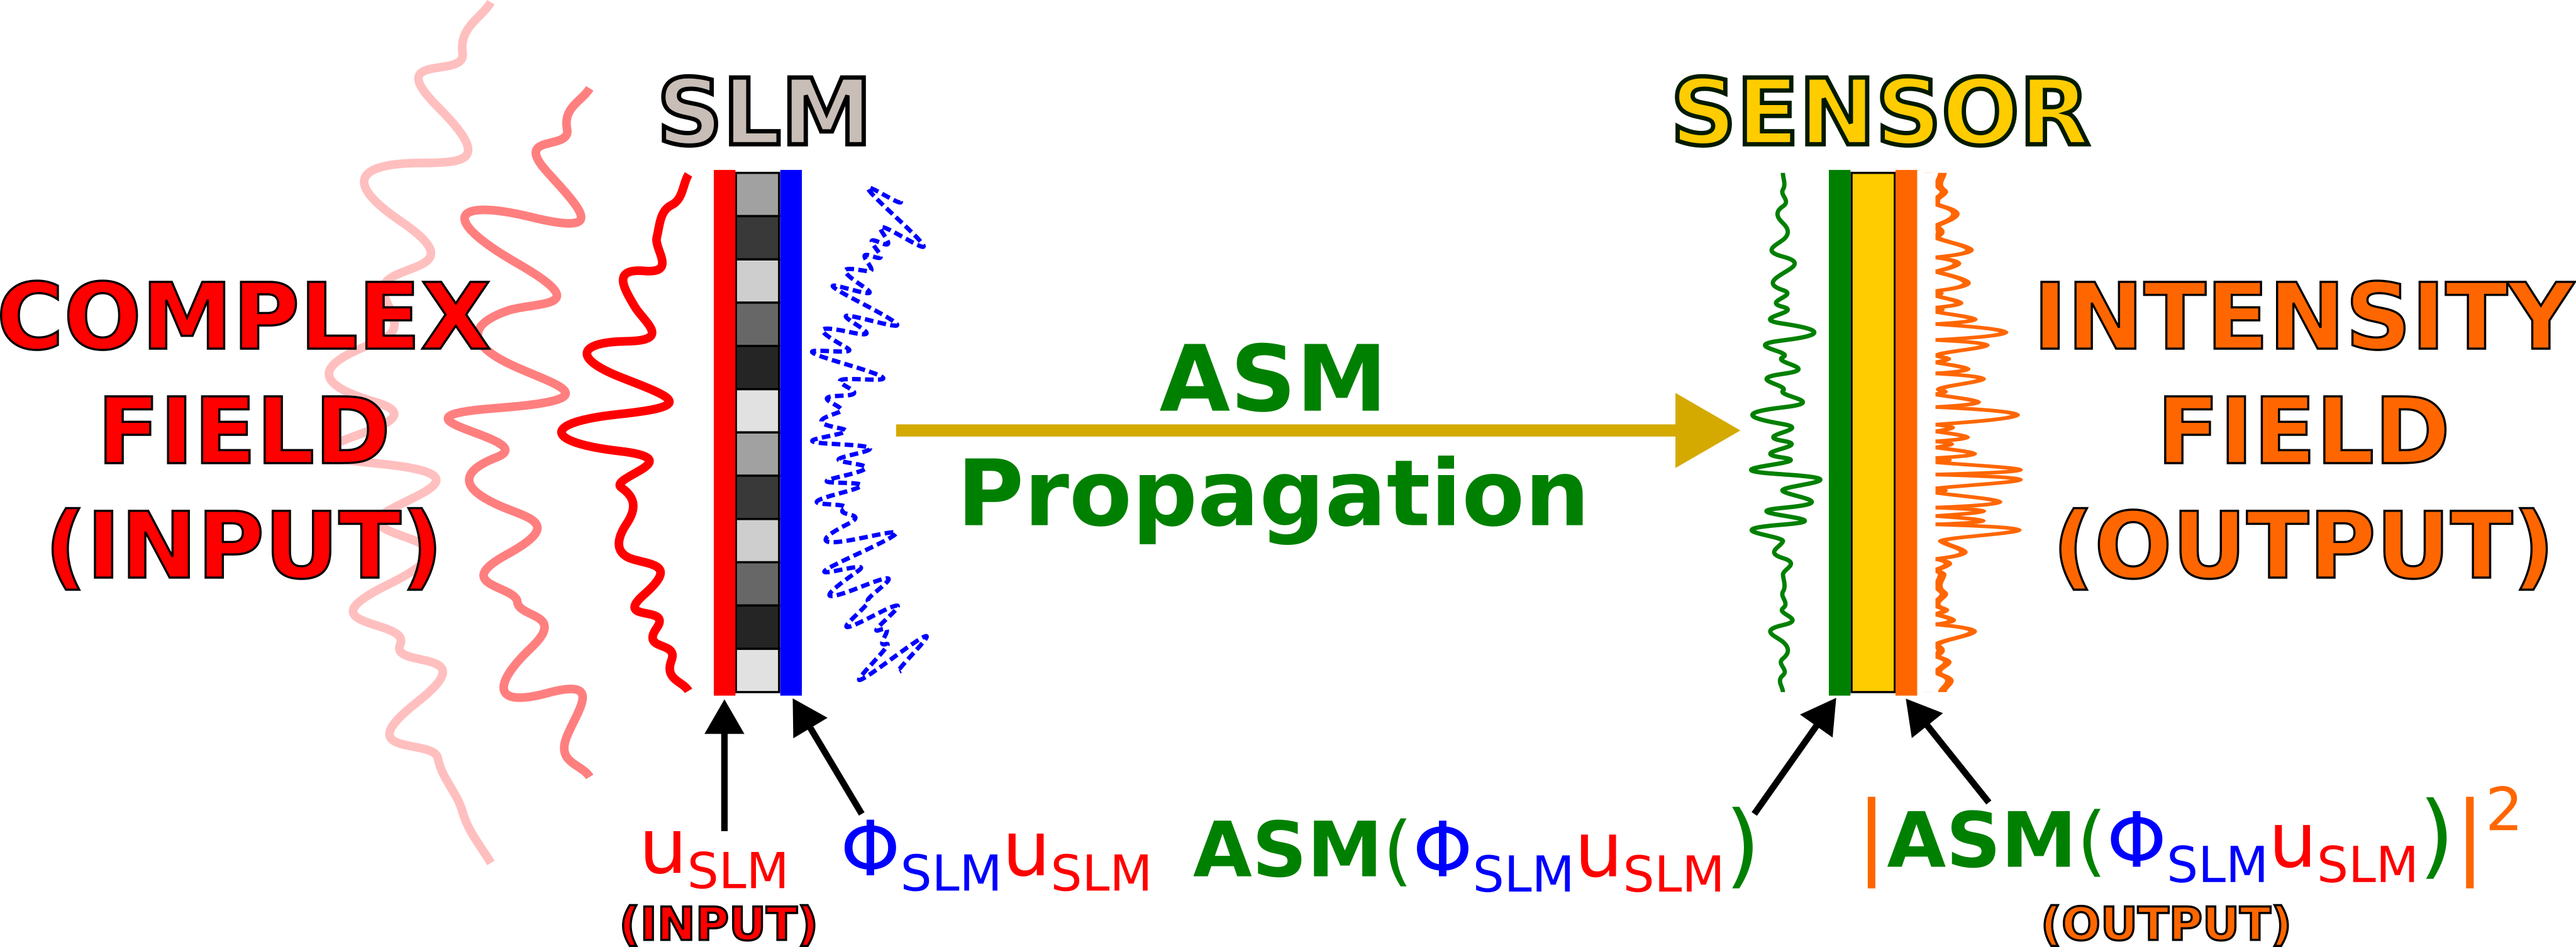 SLM
SENSOR
COMPLEX
FIELD
(INPUT)
ASM
Propagation
INTENSITY
FIELD
(OUTPUT)
uSLM
(INPUT)
ΦSLMuSLM
ASM(ΦSLMuSLM)
|ASM(ΦSLMuSLM)|²
(OUTPUT)